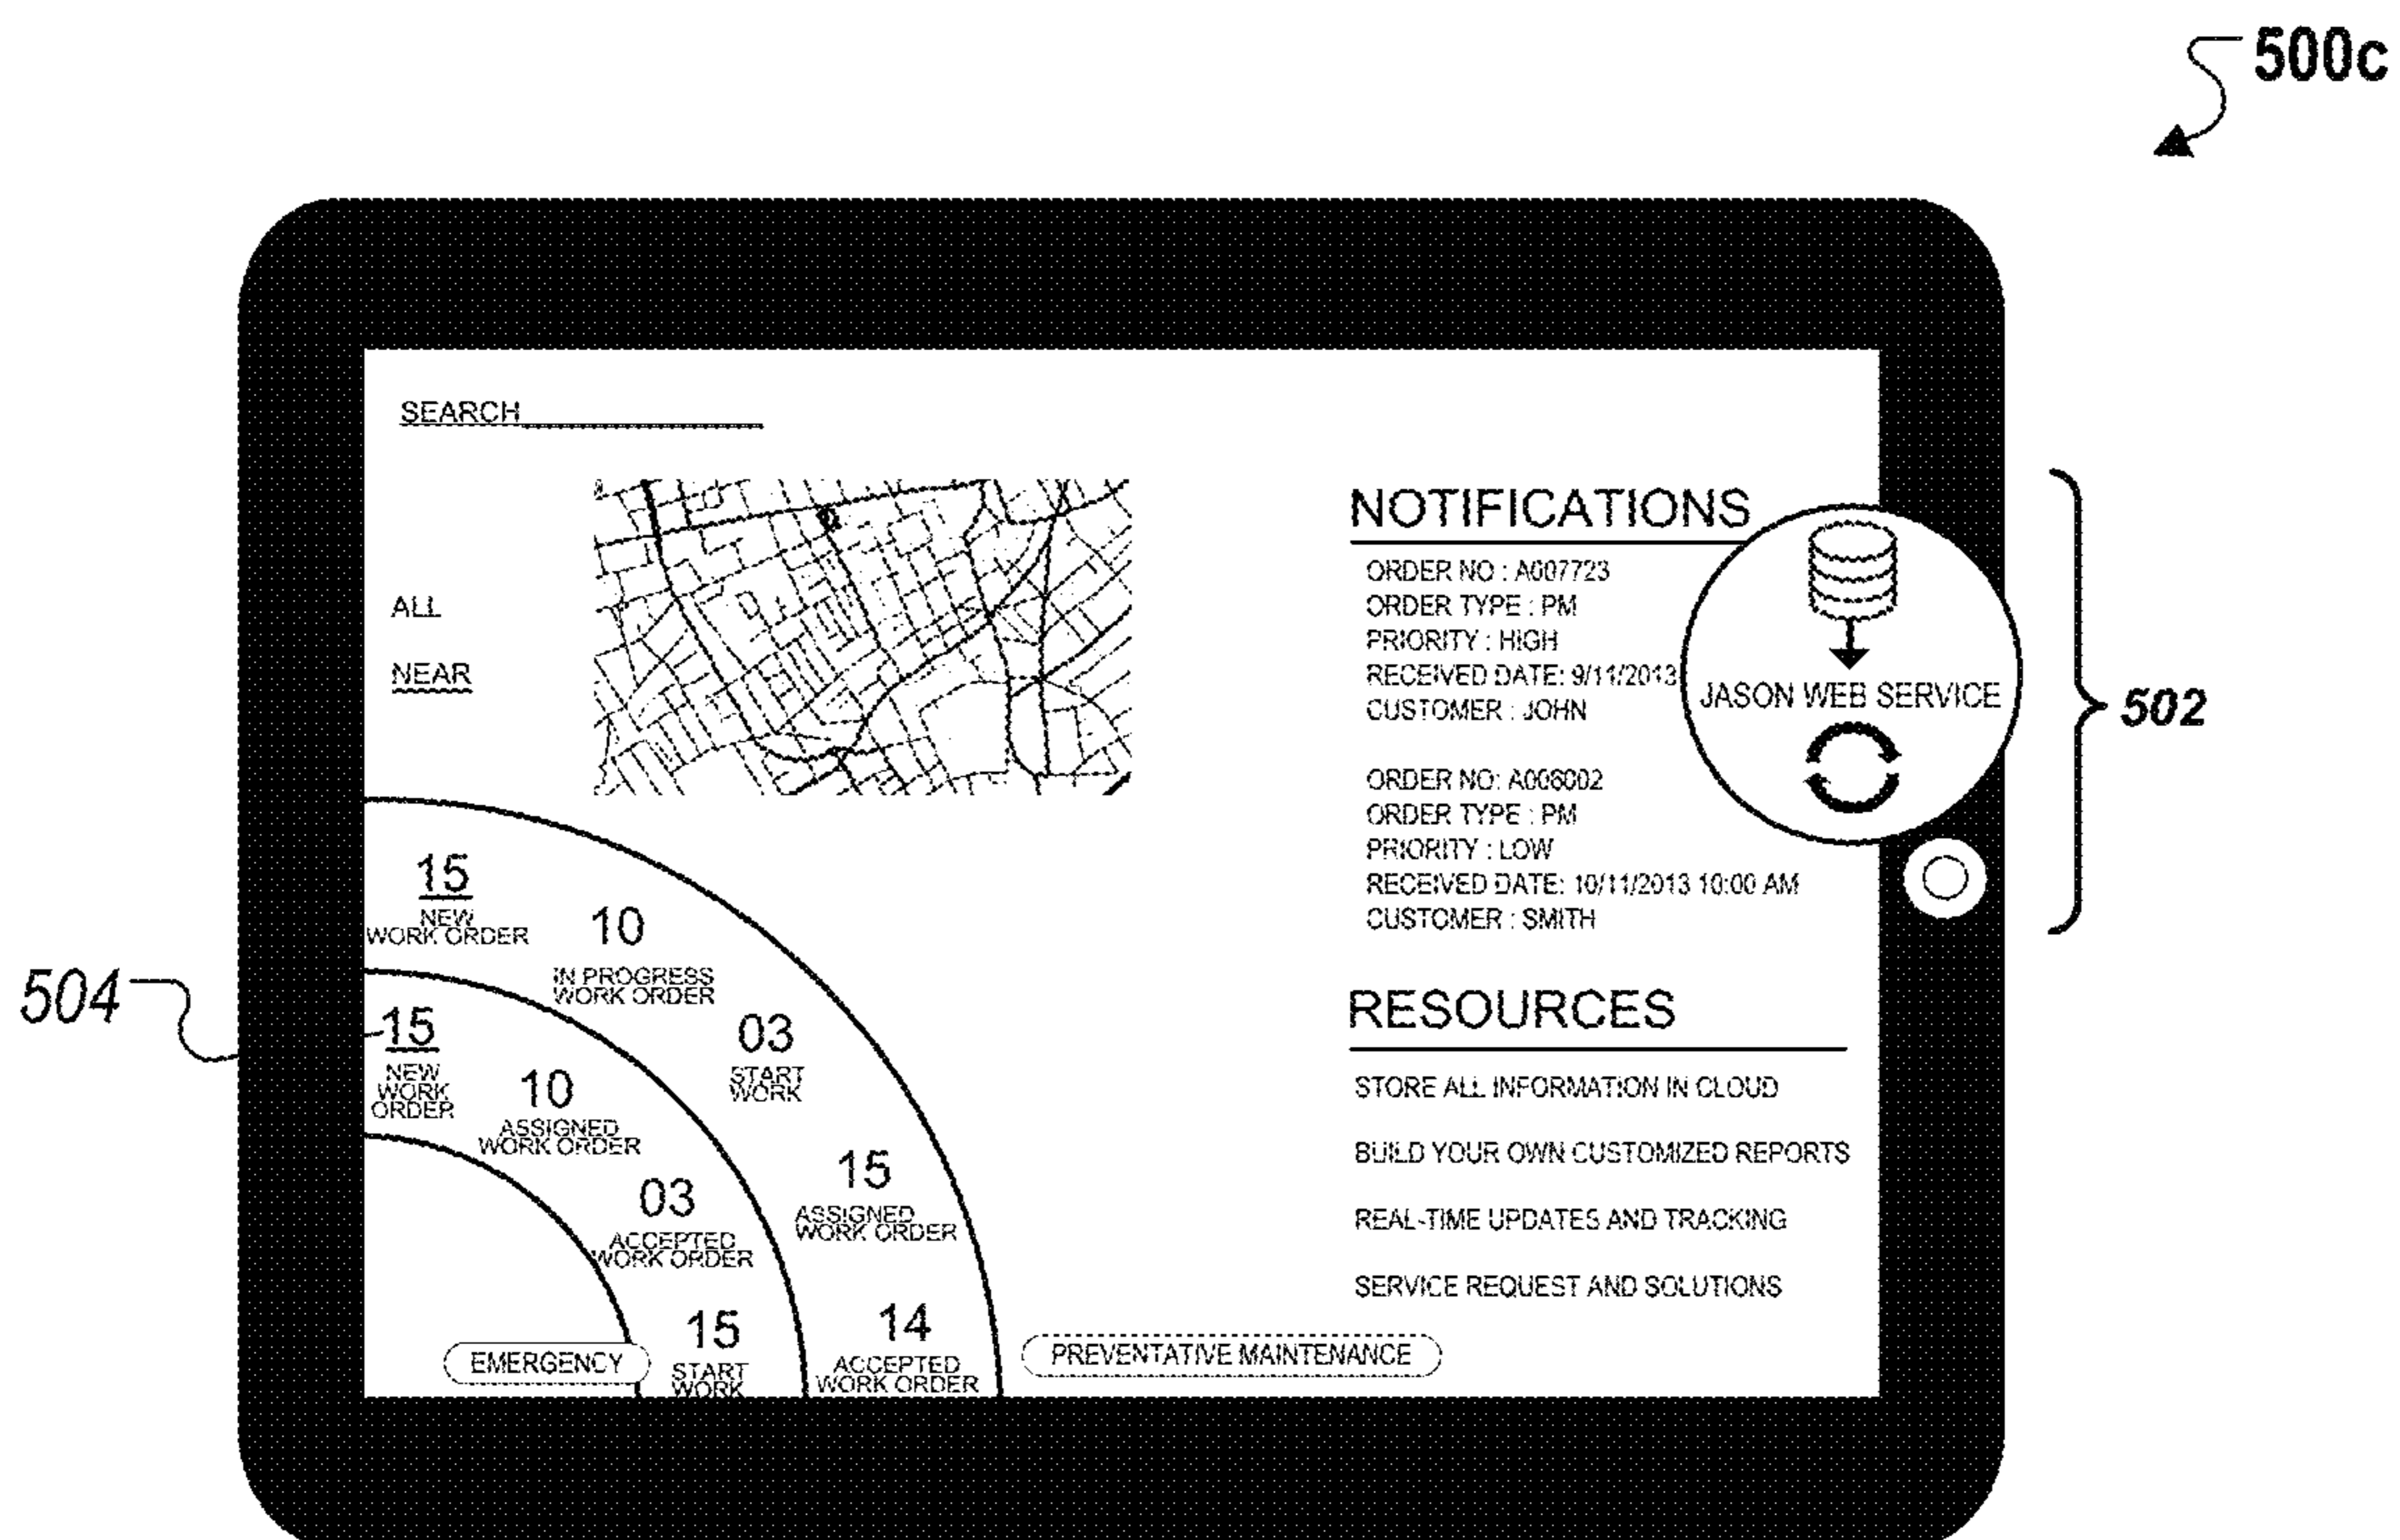 500c
SEARCH
ALL
NEAR
NOTIFICATIONS
ORDER NO : A007723
ORDER TYPE : PM
PRIORITY : HIGH
RECEIVED DATE: 9/11/2013
CUSTOMER : JOHN
ORDER NO: A006002
ORDER TYPE : PM
PRIORITY : LOW
RECEIVED DATE: 10/11/2013 10:00 AM
CUSTOMER : SMITH
JASON WEB SERVICE
502
RESOURCES
STORE ALL INFORMATION IN CLOUD
BUILD YOUR OWN CUSTOMIZED REPORTS
REAL-TIME UPDATES AND TRACKING
SERVICE REQUEST AND SOLUTIONS
504
15
NEW
WORK ORDER
10
IN PROGRESS
WORK ORDER
03
START
WORK
15
ASSIGNED
WORK ORDER
14
ACCEPTED
WORK ORDER
15
NEW
WORK
ORDER
10
ASSIGNED
WORK ORDER
03
ACCEPTED
WORK ORDER
15
START
WORK
EMERGENCY
PREVENTATIVE MAINTENANCE